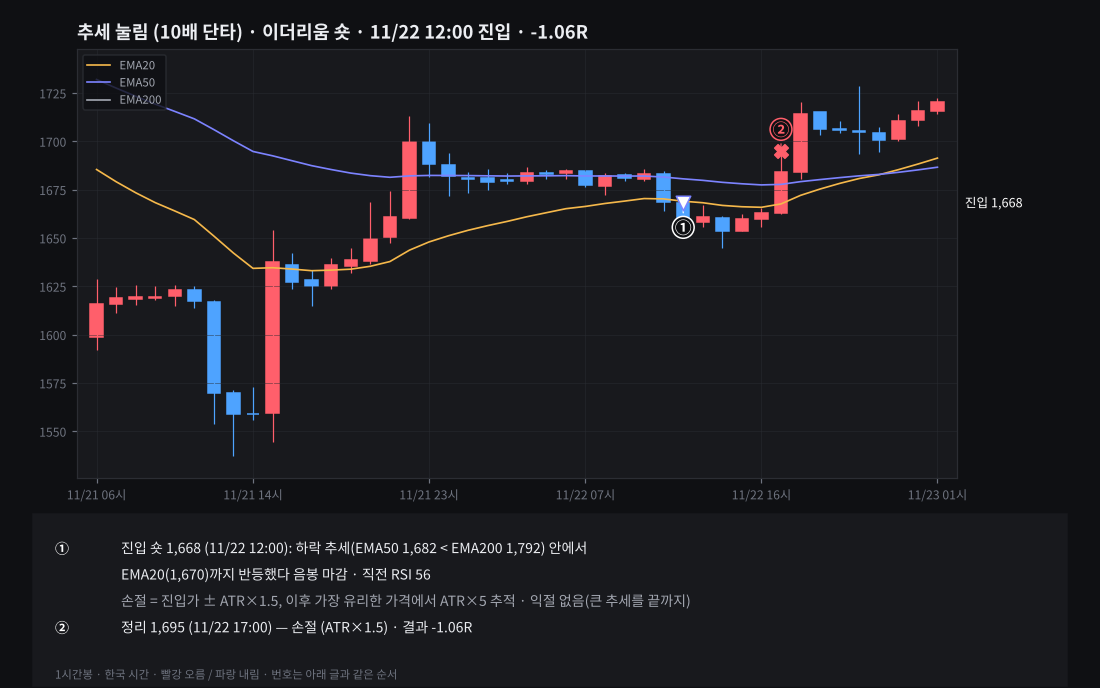 추세 눌림 (10배 단타) · 이더리움 숏 · 11/22 12:00 진입 · -1.06R
EMA20
EMA50
EMA200
1725
1700
1675
1650
1625
1600
1575
1550
②
①
진입 1,668
11/21 06시
11/21 14시
11/21 23시
11/22 07시
11/22 16시
11/23 01시
① 진입 숏 1,668 (11/22 12:00): 하락 추세(EMA50 1,682 < EMA200 1,792) 안에서
EMA20(1,670)까지 반등했다 음봉 마감 · 직전 RSI 56
손절 = 진입가 ± ATR×1.5, 이후 가장 유리한 가격에서 ATR×5 추적 · 익절 없음(큰 추세를 끝까지)
② 정리 1,695 (11/22 17:00) — 손절 (ATR×1.5) · 결과 -1.06R
1시간봉 · 한국 시간 · 빨강 오름 / 파랑 내림 · 번호는 아래 글과 같은 순서